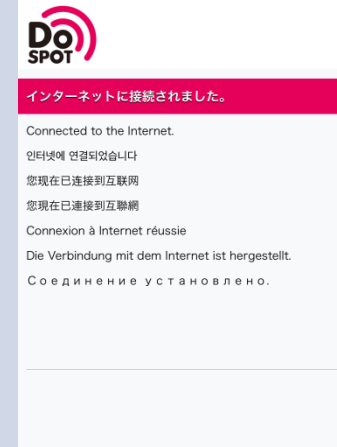 Do
SPOT
インターネットに接続されました。
Connected to the Internet.
인터넷에 연결되었습니다
您现在已连接到互联网
您現在已連接到互聯網
Connexion à Internet réussie
Die Verbindung mit dem Internet ist hergestellt.
Соединение установлено.